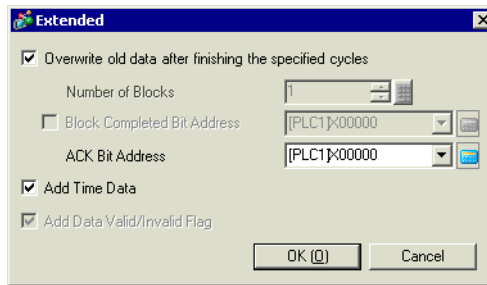 Extended
Overwrite old data after finishing the specified cycles
Number of Blocks 1
Block Completed Bit Address [PLC1]X00000
ACK Bit Address [PLC1]X00000
Add Time Data
Add Data Valid/Invalid Flag
OK (O) Cancel